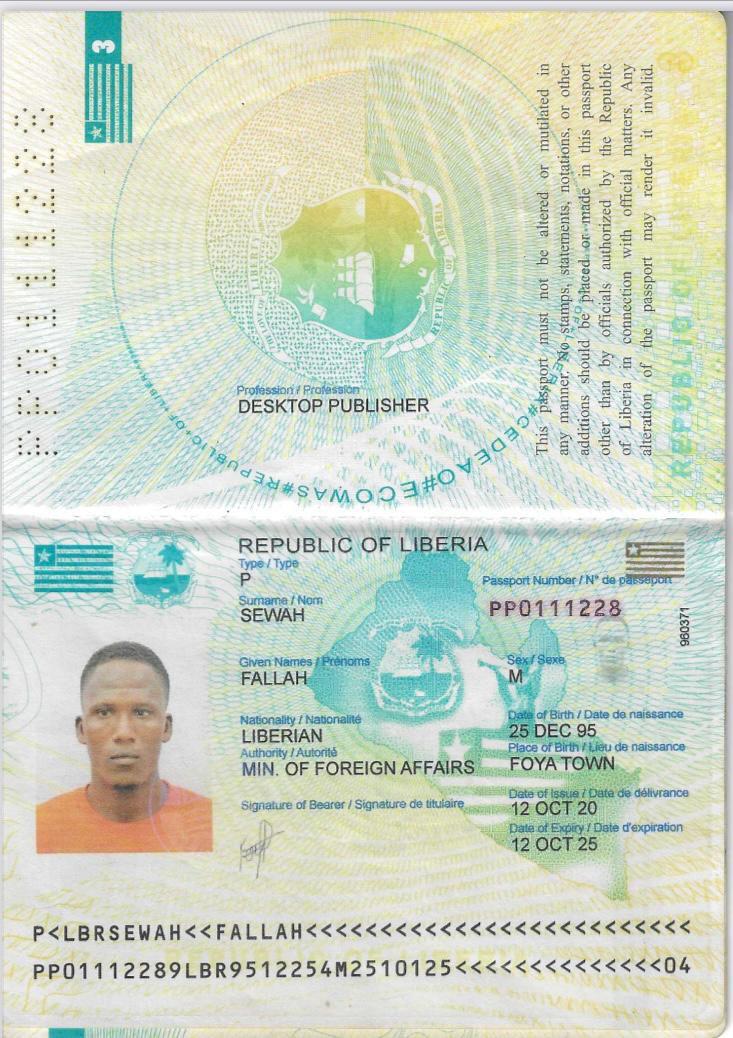 3
PP0111228
THE LOVE OF LIBERTY
REPUBLIC OF LIBERIA
Profession / Profession
DESKTOP PUBLISHER
This passport must not be altered or mutilated in
any manner. No stamps, statements, notations, or other
additions should be placed or made in this passport
other than by officials authorized by the Republic
of Liberia in connection with official matters. Any
alteration of the passport may render it invalid.
3
REPUBLIC OF
#CEDEAO#ECOWAS#REPUBLIC-OF-LIBERIA
REPUBLIC OF LIBERIA
Type / Type
P
Passport Number / N° de passeport
PP0111228
Surname / Nom
SEWAH
960371
Given Names / Prénoms
FALLAH
Sex / Sexe
M
Nationality / Nationalité
LIBERIAN
Date of Birth / Date de naissance
25 DEC 95
Authority / Autorité
MIN. OF FOREIGN AFFAIRS
Place of Birth / Lieu de naissance
FOYA TOWN
Signature of Bearer / Signature de titulaire
Date of Issue / Date de délivrance
12 OCT 20
Date of Expiry / Date d'expiration
12 OCT 25
P<LBRSEWAH<<FALLAH<<<<<<<<<<<<<<<<<<<<<<<<<<
PP01112289LBR9512254M2510125<<<<<<<<<<<<<<04